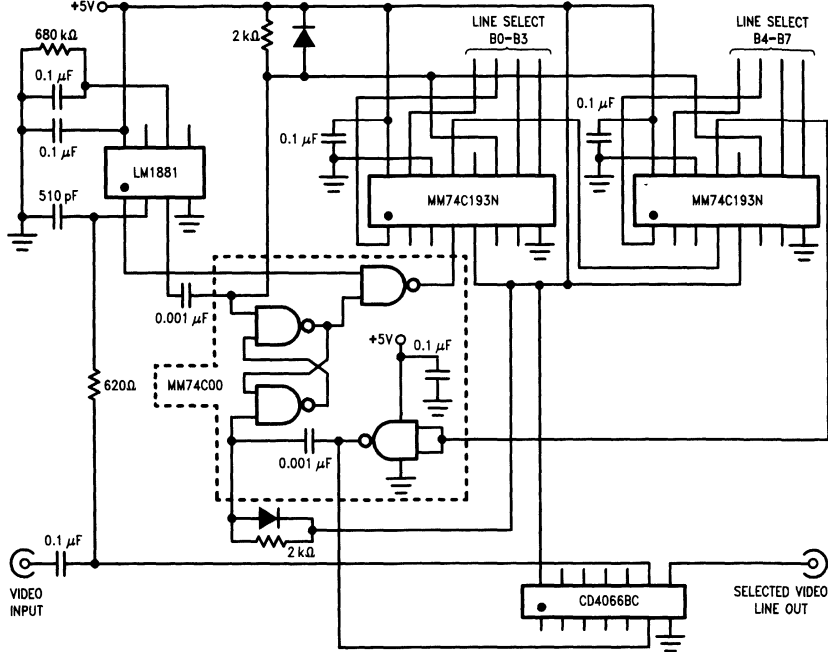 +5V
LINE SELECT
B0-B3
LINE SELECT
B4-B7
680 kΩ
2 kΩ
0.1 µF
0.1 µF
0.1 µF
0.1 µF
LM1881
MM74C193N
MM74C193N
510 pF
0.001 µF
+5V
0.1 µF
620Ω
MM74C00
0.001 µF
2 kΩ
0.1 µF
VIDEO
INPUT
CD4066BC
SELECTED VIDEO
LINE OUT